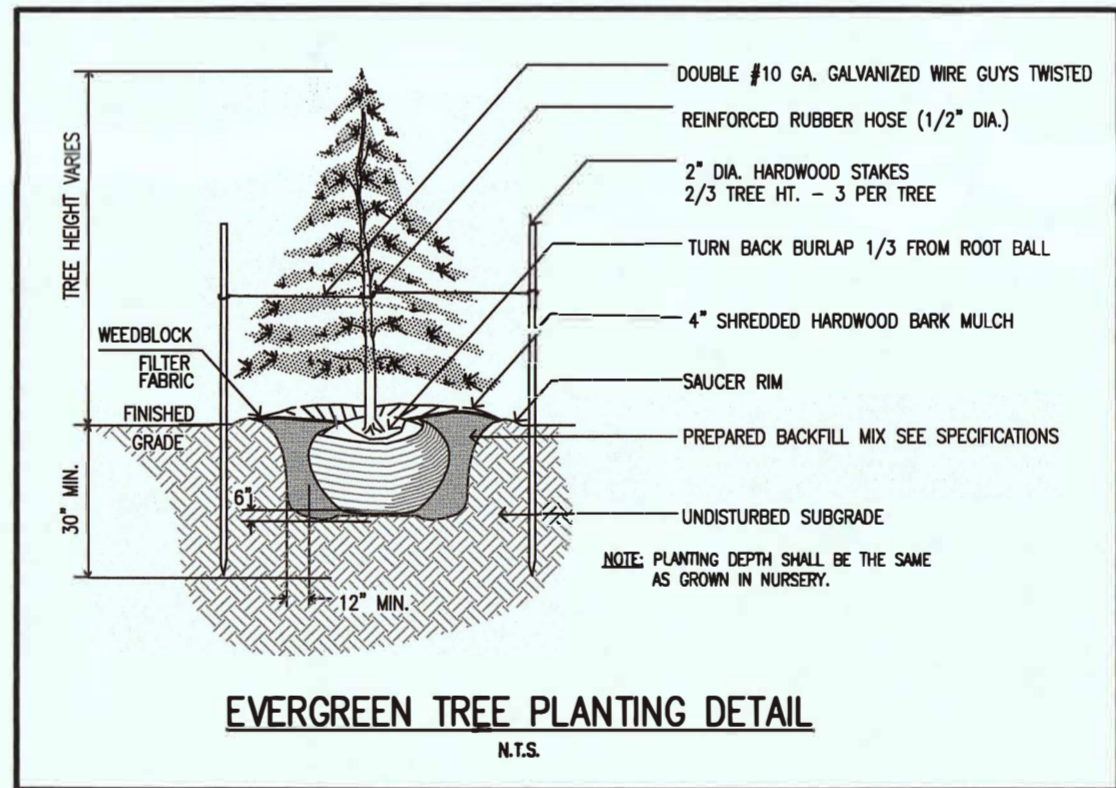 DOUBLE #10 GA. GALVANIZED WIRE GUYS TWISTED
REINFORCED RUBBER HOSE (1/2" DIA.)
2" DIA. HARDWOOD STAKES
2/3 TREE HT. - 3 PER TREE
TURN BACK BURLAP 1/3 FROM ROOT BALL
4" SHREDDED HARDWOOD BARK MULCH
SAUCER RIM
PREPARED BACKFILL MIX SEE SPECIFICATIONS
UNDISTURBED SUBGRADE
NOTE: PLANTING DEPTH SHALL BE THE SAME
AS GROWN IN NURSERY.
TREE HEIGHT VARIES
WEEDBLOCK
FILTER
FABRIC
FINISHED
GRADE
30" MIN.
6"
12" MIN.
EVERGREEN TREE PLANTING DETAIL
N.T.S.